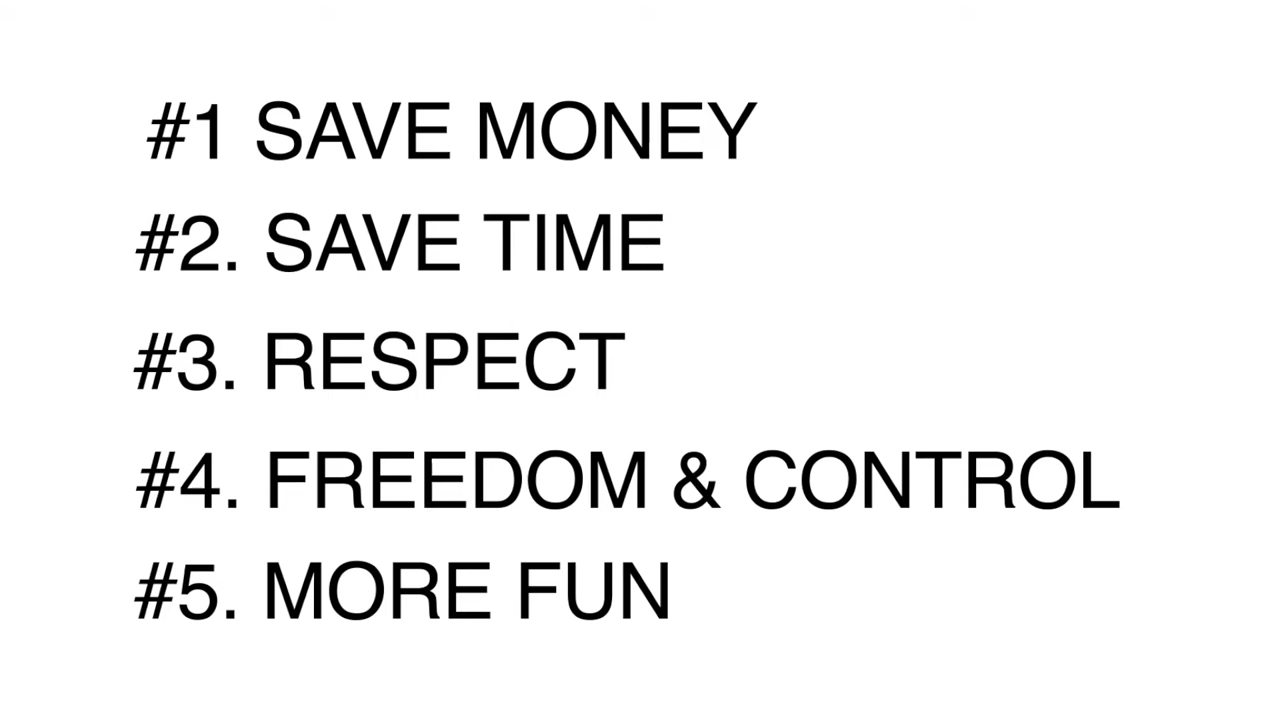 #1 SAVE MONEY
#2. SAVE TIME
#3. RESPECT
#4. FREEDOM & CONTROL
#5. MORE FUN